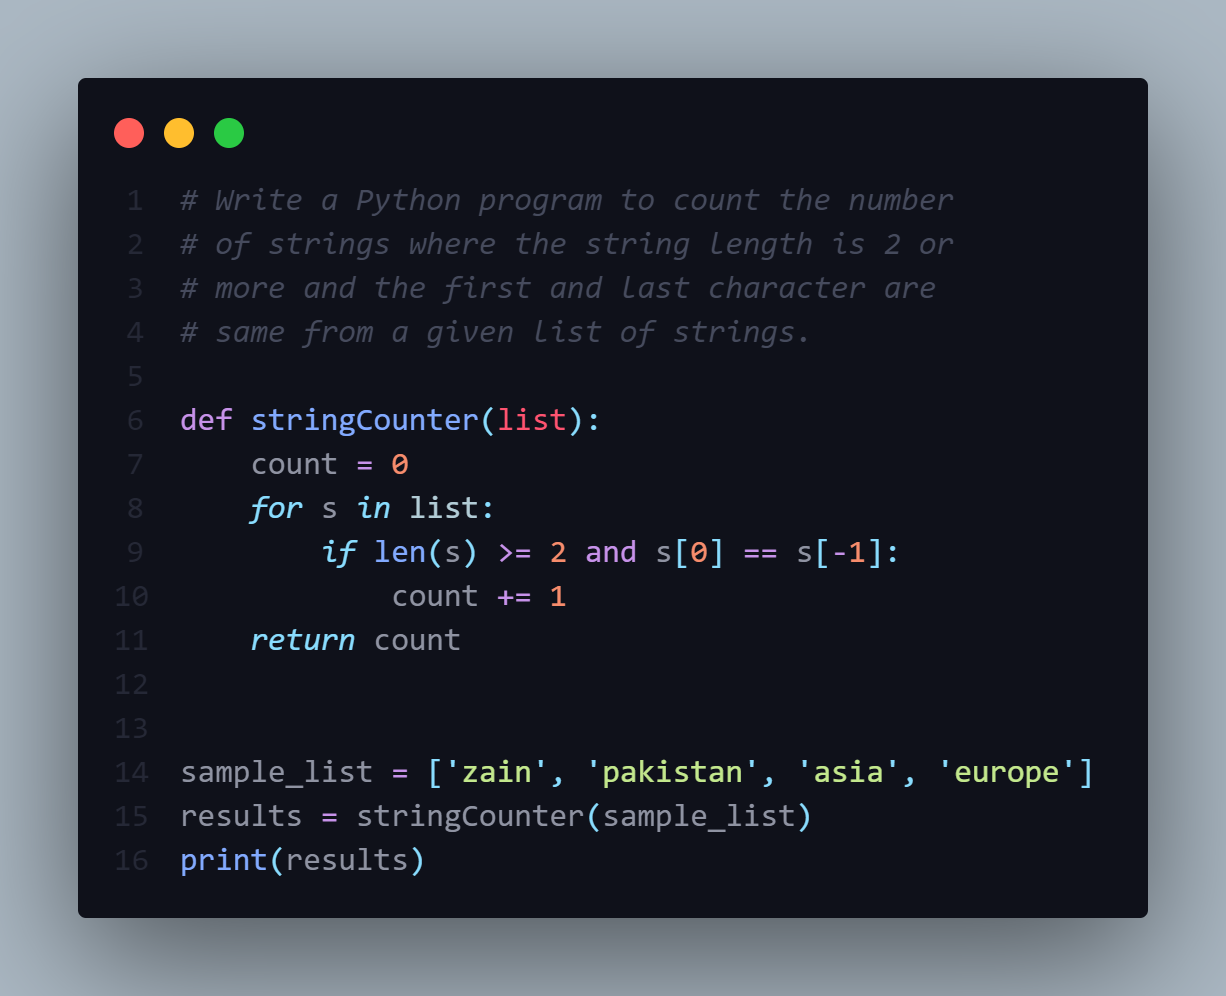 1 # Write a Python program to count the number
2 # of strings where the string length is 2 or
3 # more and the first and last character are
4 # same from a given list of strings.
5
6 def stringCounter(list):
7     count = 0
8     for s in list:
9         if len(s) >= 2 and s[0] == s[-1]:
10             count += 1
11     return count
12
13
14 sample_list = ['zain', 'pakistan', 'asia', 'europe']
15 results = stringCounter(sample_list)
16 print(results)